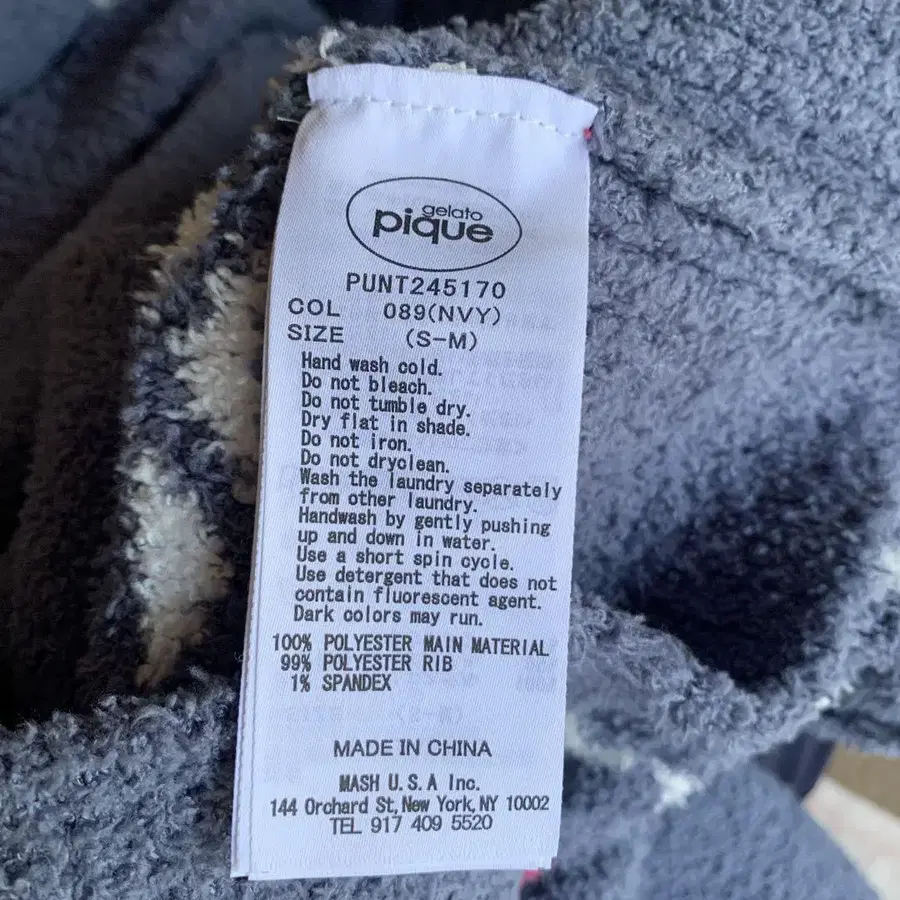 gelato
pique
PUNT245170
COL 089(NVY)
SIZE (S-M)
Hand wash cold.
Do not bleach.
Do not tumble dry.
Dry flat in shade.
Do not iron.
Do not dryclean.
Wash the laundry separately
from other laundry.
Handwash by gently pushing
up and down in water.
Use a short spin cycle.
Use detergent that does not
contain fluorescent agent.
Dark colors may run.
100% POLYESTER MAIN MATERIAL
99% POLYESTER RIB
1% SPANDEX
MADE IN CHINA
MASH U.S.A Inc.
144 Orchard St, New York, NY 10002
TEL 917 409 5520